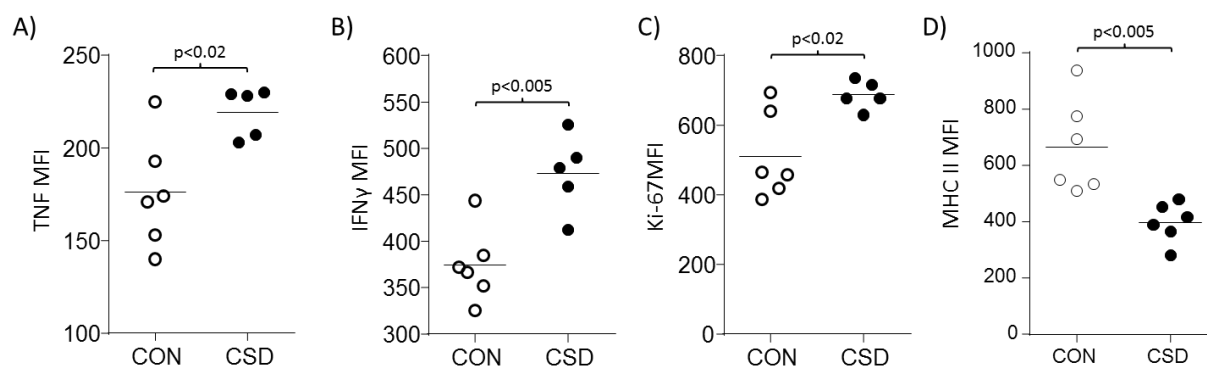 A)
p<0.02
TNF MFI
250
200
150
100
CON
CSD
B)
p<0.005
IFNγ MFI
600
550
500
450
400
350
300
CON
CSD
C)
p<0.02
Ki-67MFI
800
600
400
200
0
CON
CSD
D)
p<0.005
MHC II MFI
1000
800
600
400
200
0
CON
CSD